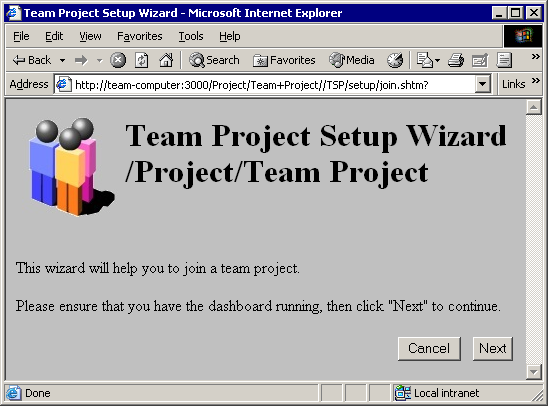 Team Project Setup Wizard - Microsoft Internet Explorer
File Edit View Favorites Tools Help
Back Search Favorites Media
Address http://team-computer:3000/Project/Team+Project//TSP/setup/join.shtm? Links »
Team Project Setup Wizard
/Project/Team Project
This wizard will help you to join a team project.
Please ensure that you have the dashboard running, then click "Next" to continue.
Cancel Next
Done Local intranet